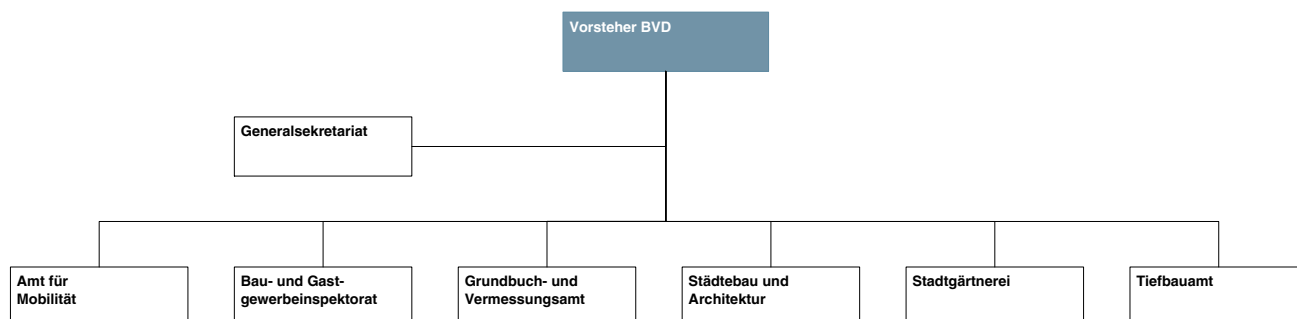 Vorsteher BVD
Generalsekretariat
Amt für
Mobilität
Bau- und Gast-
gewerbeinspektorat
Grundbuch- und
Vermessungsamt
Städtebau und
Architektur
Stadtgärtnerei
Tiefbauamt